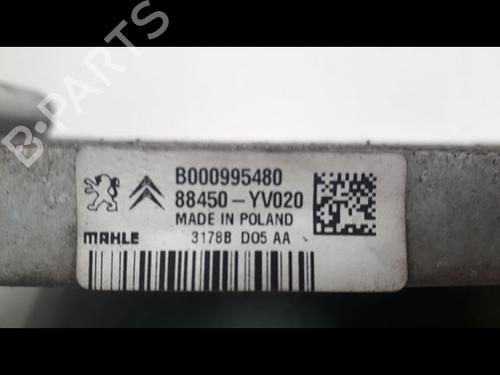 B-PARTS
B000995480
88450-YV020
MADE IN POLAND
MAHLE
3178B D05 AA